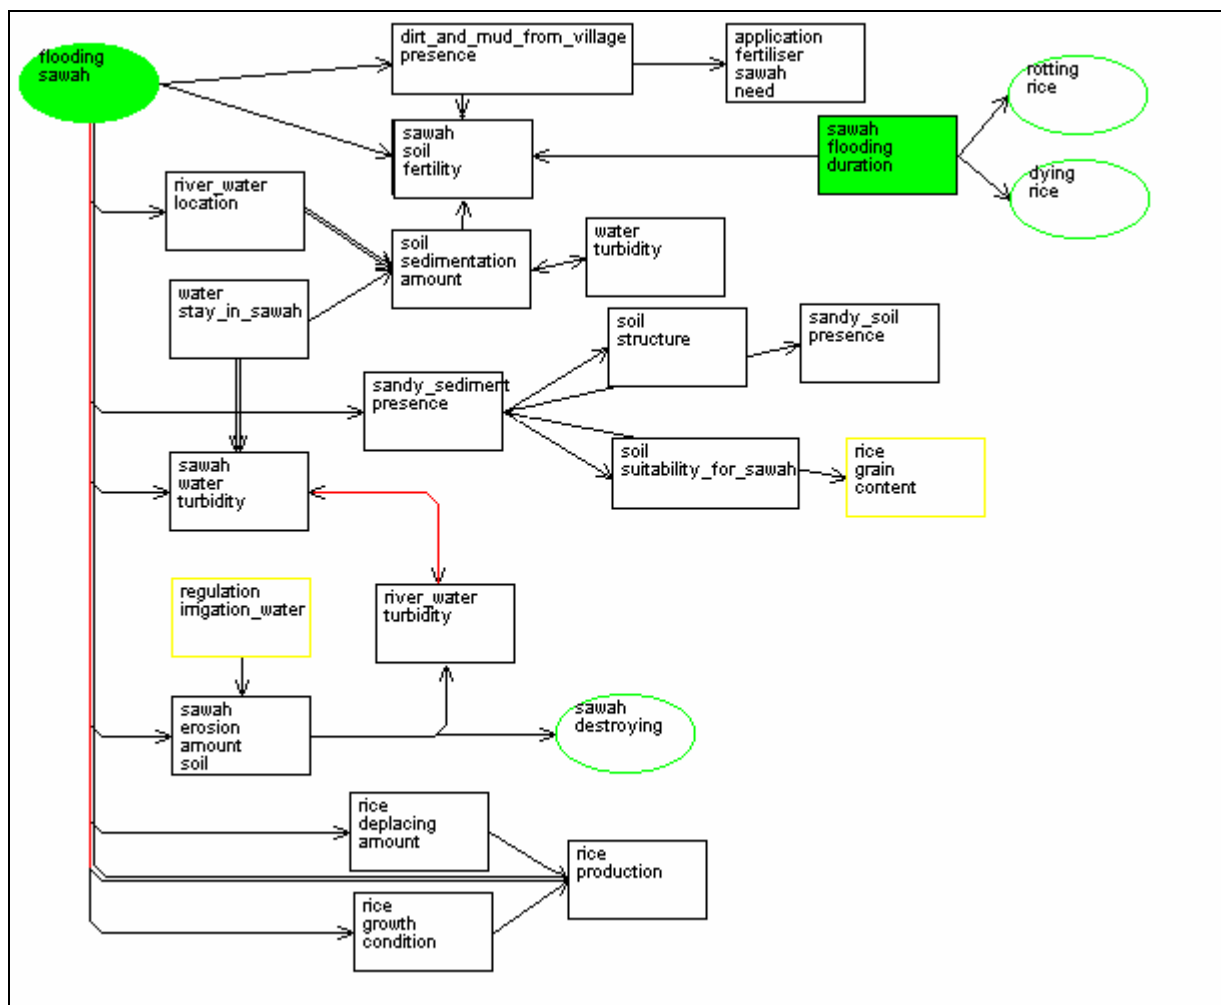 flooding
sawah
dirt_and_mud_from_village
presence
application
fertiliser
sawah
need
rotting
rice
sawah
soil
fertility
sawah
flooding
duration
dying
rice
river_water
location
soil
sedimentation
amount
water
turbidity
water
stay_in_sawah
soil
structure
sandy_soil
presence
sandy_sediment
presence
soil
suitability_for_sawah
rice
grain
content
sawah
water
turbidity
regulation
irrigation_water
river_water
turbidity
sawah
erosion
amount
soil
sawah
destroying
rice
deplacing
amount
rice
production
rice
growth
condition